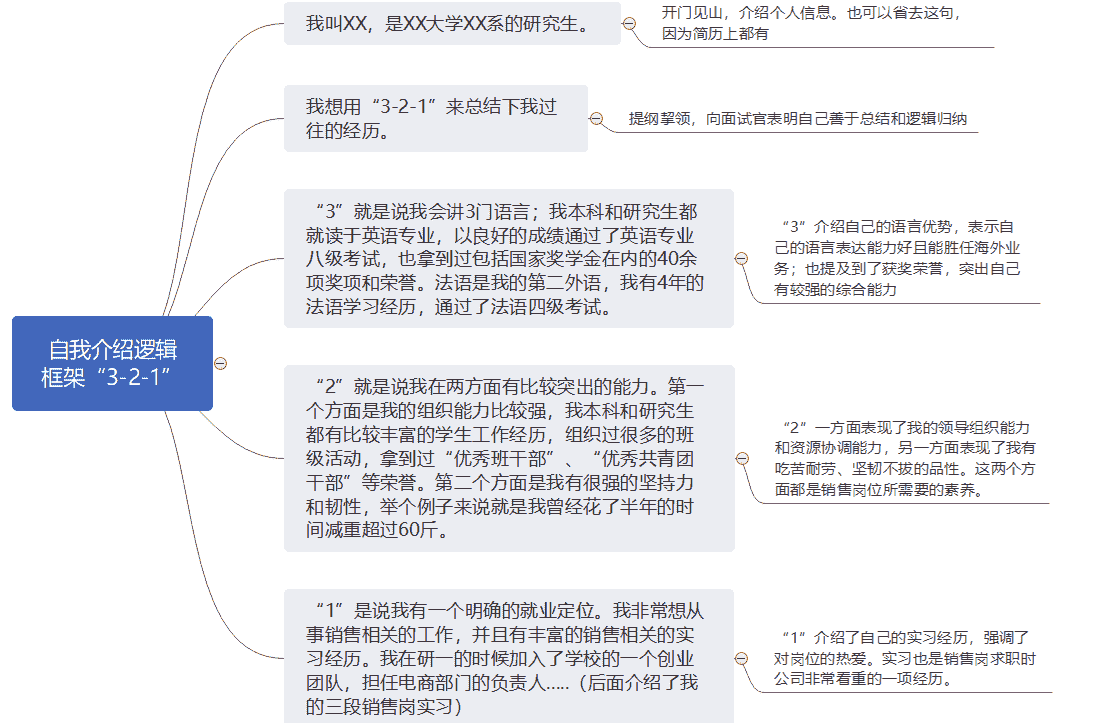 我叫XX，是XX大学XX系的研究生。
开门见山，介绍个人信息。也可以省去这句，
因为简历上都有
我想用“3-2-1”来总结下我过
往的经历。
提纲挈领，向面试官表明自己善于总结和逻辑归纳
“3”就是说我会讲3门语言；我本科和研究生都
就读于英语专业，以良好的成绩通过了英语专业
八级考试，也拿到过包括国家奖学金在内的40余
项奖项和荣誉。法语是我的第二外语，我有4年的
法语学习经历，通过了法语四级考试。
“3”介绍自己的语言优势，表示自
己的语言表达能力好且能胜任海外业
务；也提及到了获奖荣誉，突出自己
有较强的综合能力
自我介绍逻辑
框架“3-2-1”
“2”就是说我在两方面有比较突出的能力。第一
个方面是我的组织能力比较强，我本科和研究生
都有比较丰富的学生工作经历，组织过很多的班
级活动，拿到过“优秀班干部”、“优秀共青团
干部”等荣誉。第二个方面是我有很强的坚持力
和韧性，举个例子来说就是我曾经花了半年的时
间减重超过60斤。
“2”一方面表现了我的领导组织能力
和资源协调能力，另一方面表现了我有
吃苦耐劳、坚韧不拔的品性。这两个方
面都是销售岗位所需要的素养。
“1”是说我有一个明确的就业定位。我非常想从
事销售相关的工作，并且有丰富的销售相关的实
习经历。我在研一的时候加入了学校的一个创业
团队，担任电商部门的负责人.....（后面介绍了我
的三段销售岗实习）
“1”介绍了自己的实习经历，强调了
对岗位的热爱。实习也是销售岗求职时
公司非常看重的一项经历。